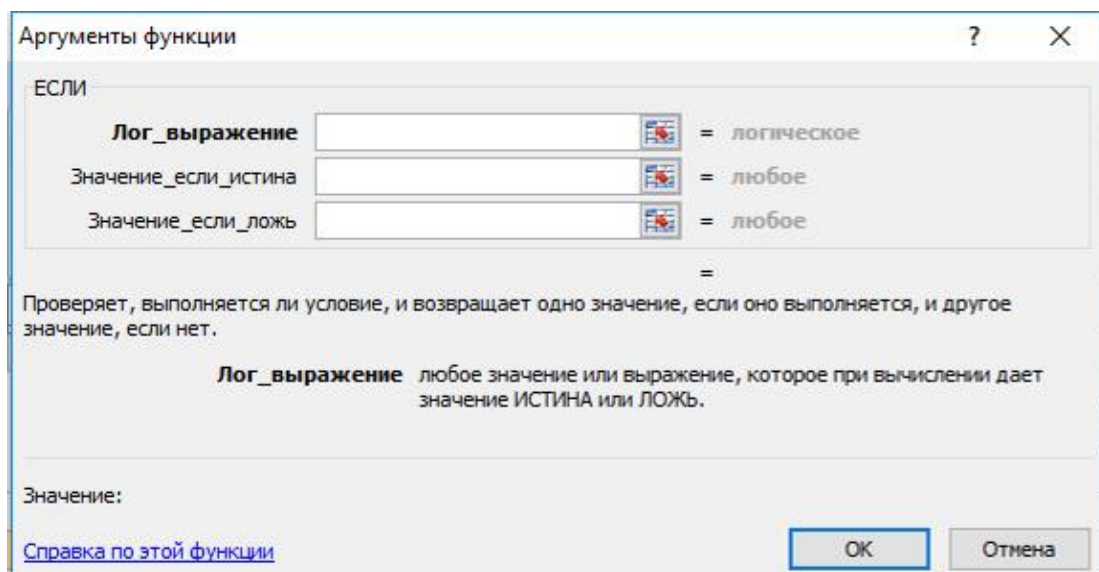 Аргументы функции ? ×
ЕСЛИ
Лог_выражение = логическое
Значение_если_истина = любое
Значение_если_ложь = любое
=
Проверяет, выполняется ли условие, и возвращает одно значение, если оно выполняется, и другое
значение, если нет.
Лог_выражение любое значение или выражение, которое при вычислении дает
значение ИСТИНА или ЛОЖЬ.
Значение:
Справка по этой функции ОК Отмена